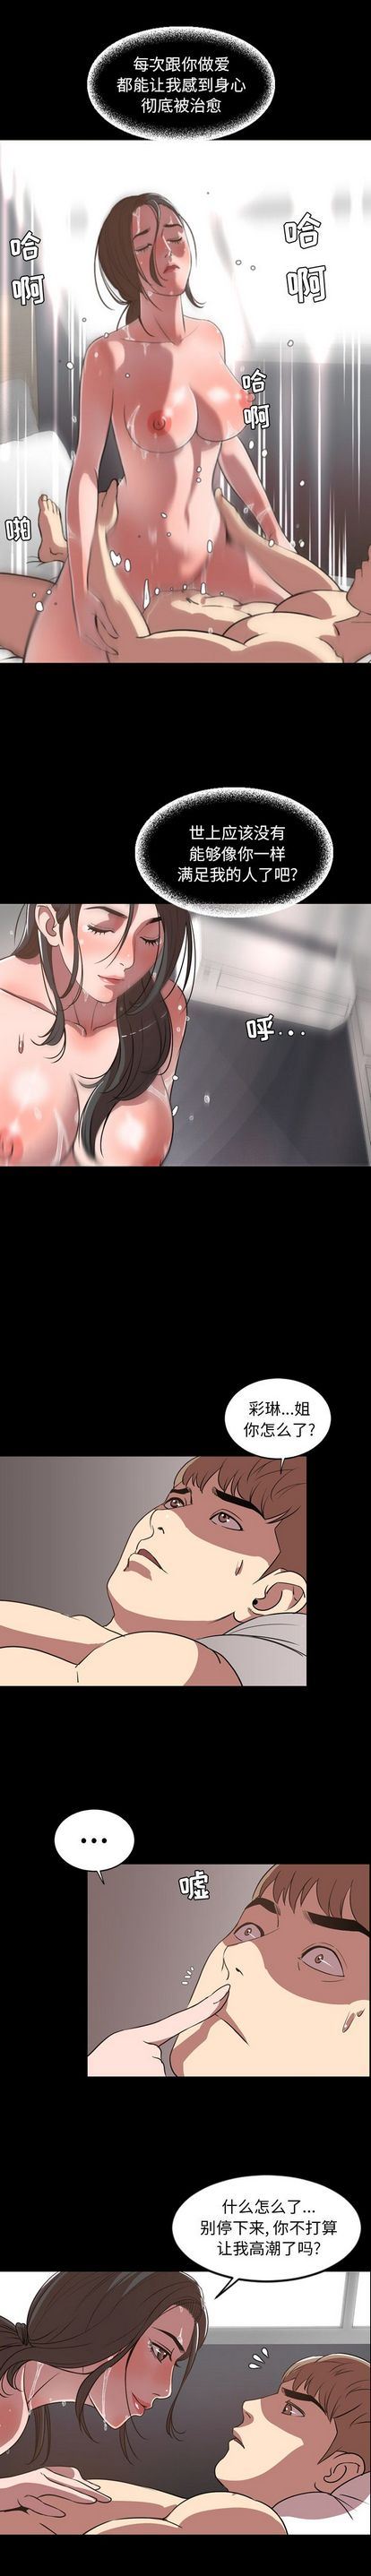 每次跟你做爱
都能让我感到身心
彻底被治愈
哈
啊
哈
啊
哈
啊
啪
世上应该没有
能够像你一样
满足我的人了吧?
呼...
彩琳...姐
你怎么了?
...
嘘
什么怎么了...
别停下来,你不打算
让我高潮了吗?